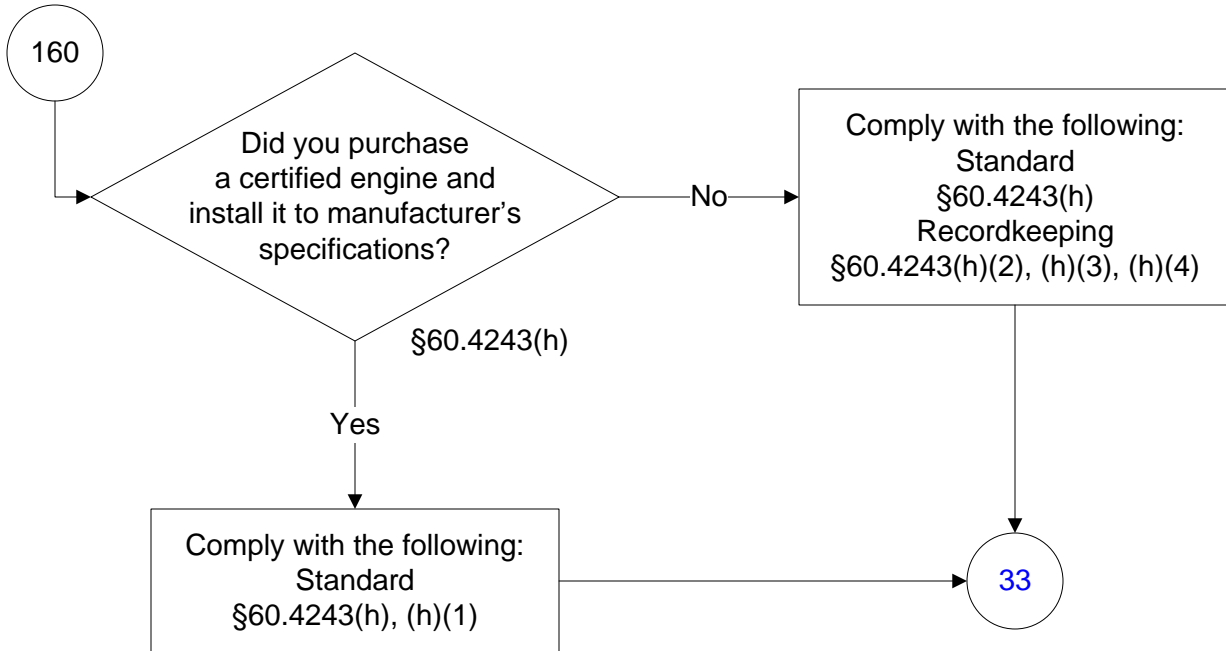 160
Did you purchase
a certified engine and
install it to manufacturer’s
specifications?
§60.4243(h)
No
Comply with the following:
Standard
§60.4243(h)
Recordkeeping
§60.4243(h)(2), (h)(3), (h)(4)
Yes
Comply with the following:
Standard
§60.4243(h), (h)(1)
33